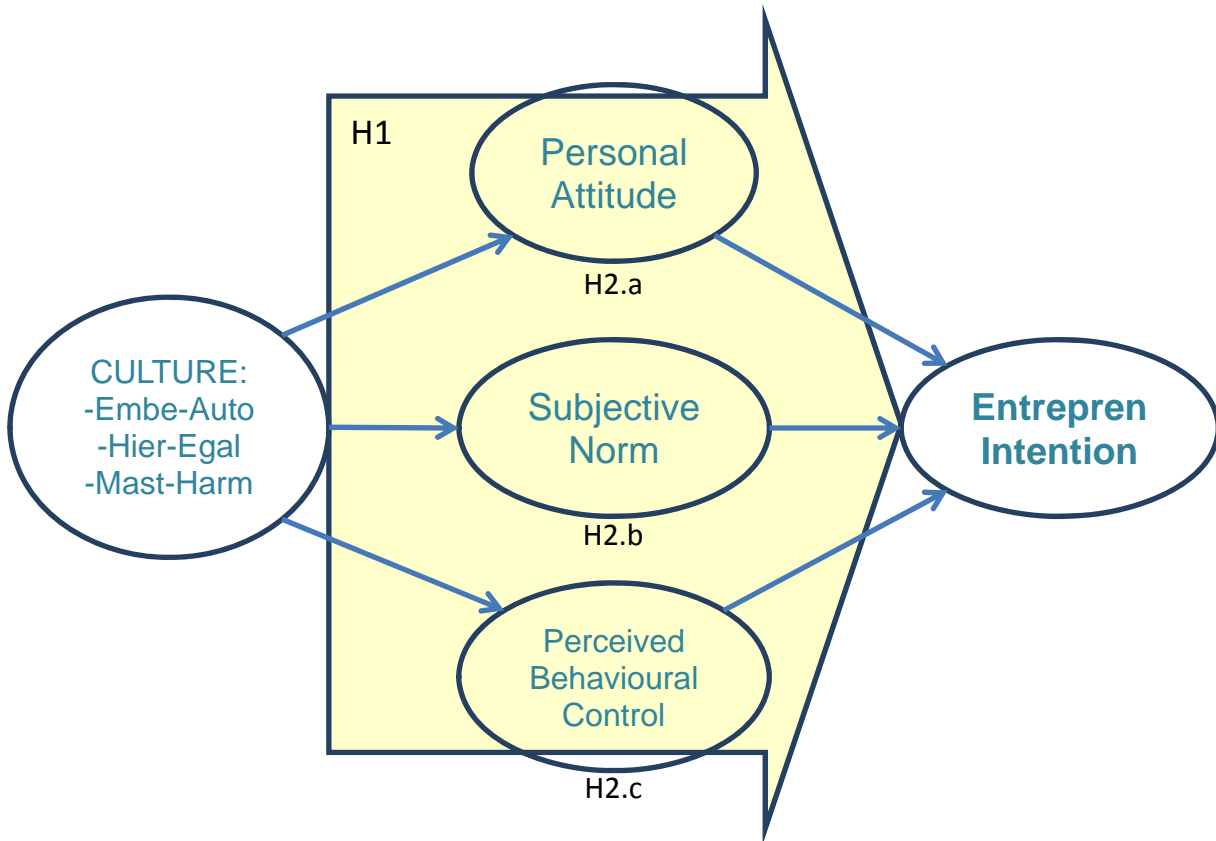 H1
Personal
Attitude
H2.a
CULTURE:
-Embe-Auto
-Hier-Egal
-Mast-Harm
Subjective
Norm
H2.b
Entrepren
Intention
Perceived
Behavioural
Control
H2.c